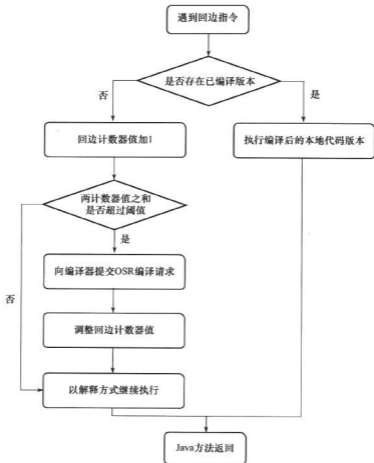 遇到回边指令
是否存在已编译版本
否
是
回边计数器值加1
执行编译后的本地代码版本
两计数器值之和
是否超过阈值
是
向编译器提交OSR编译请求
否
调整回边计数器值
以解释方式继续执行
Java方法返回